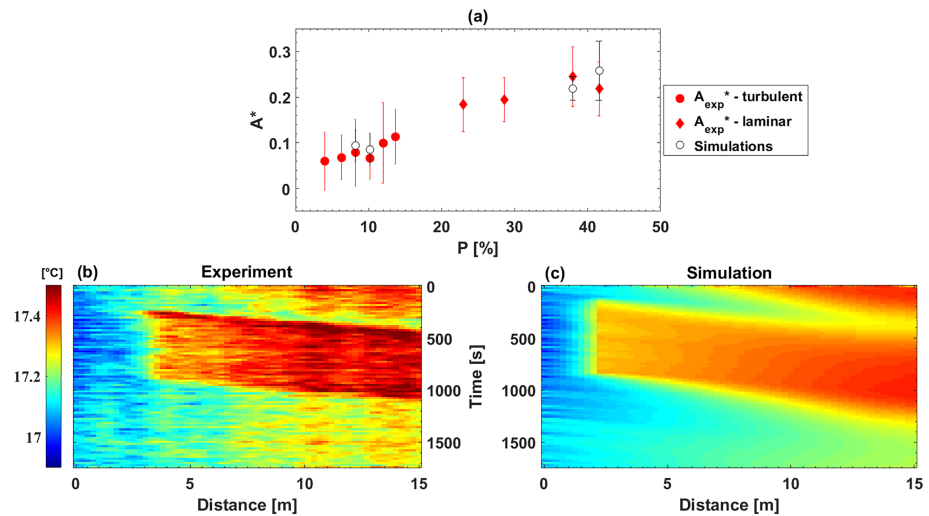 (a)
0.3
0.2
0.1
0
A*
0 10 20 30 40 50
P [%]
A_exp* - turbulent
A_exp* - laminar
Simulations
[°C]
(b) Experiment
17.4
17.2
17
0
500
1000
1500
Time [s]
0 5 10 15
Distance [m]
(c) Simulation
0
500
1000
1500
0 5 10 15
Distance [m]